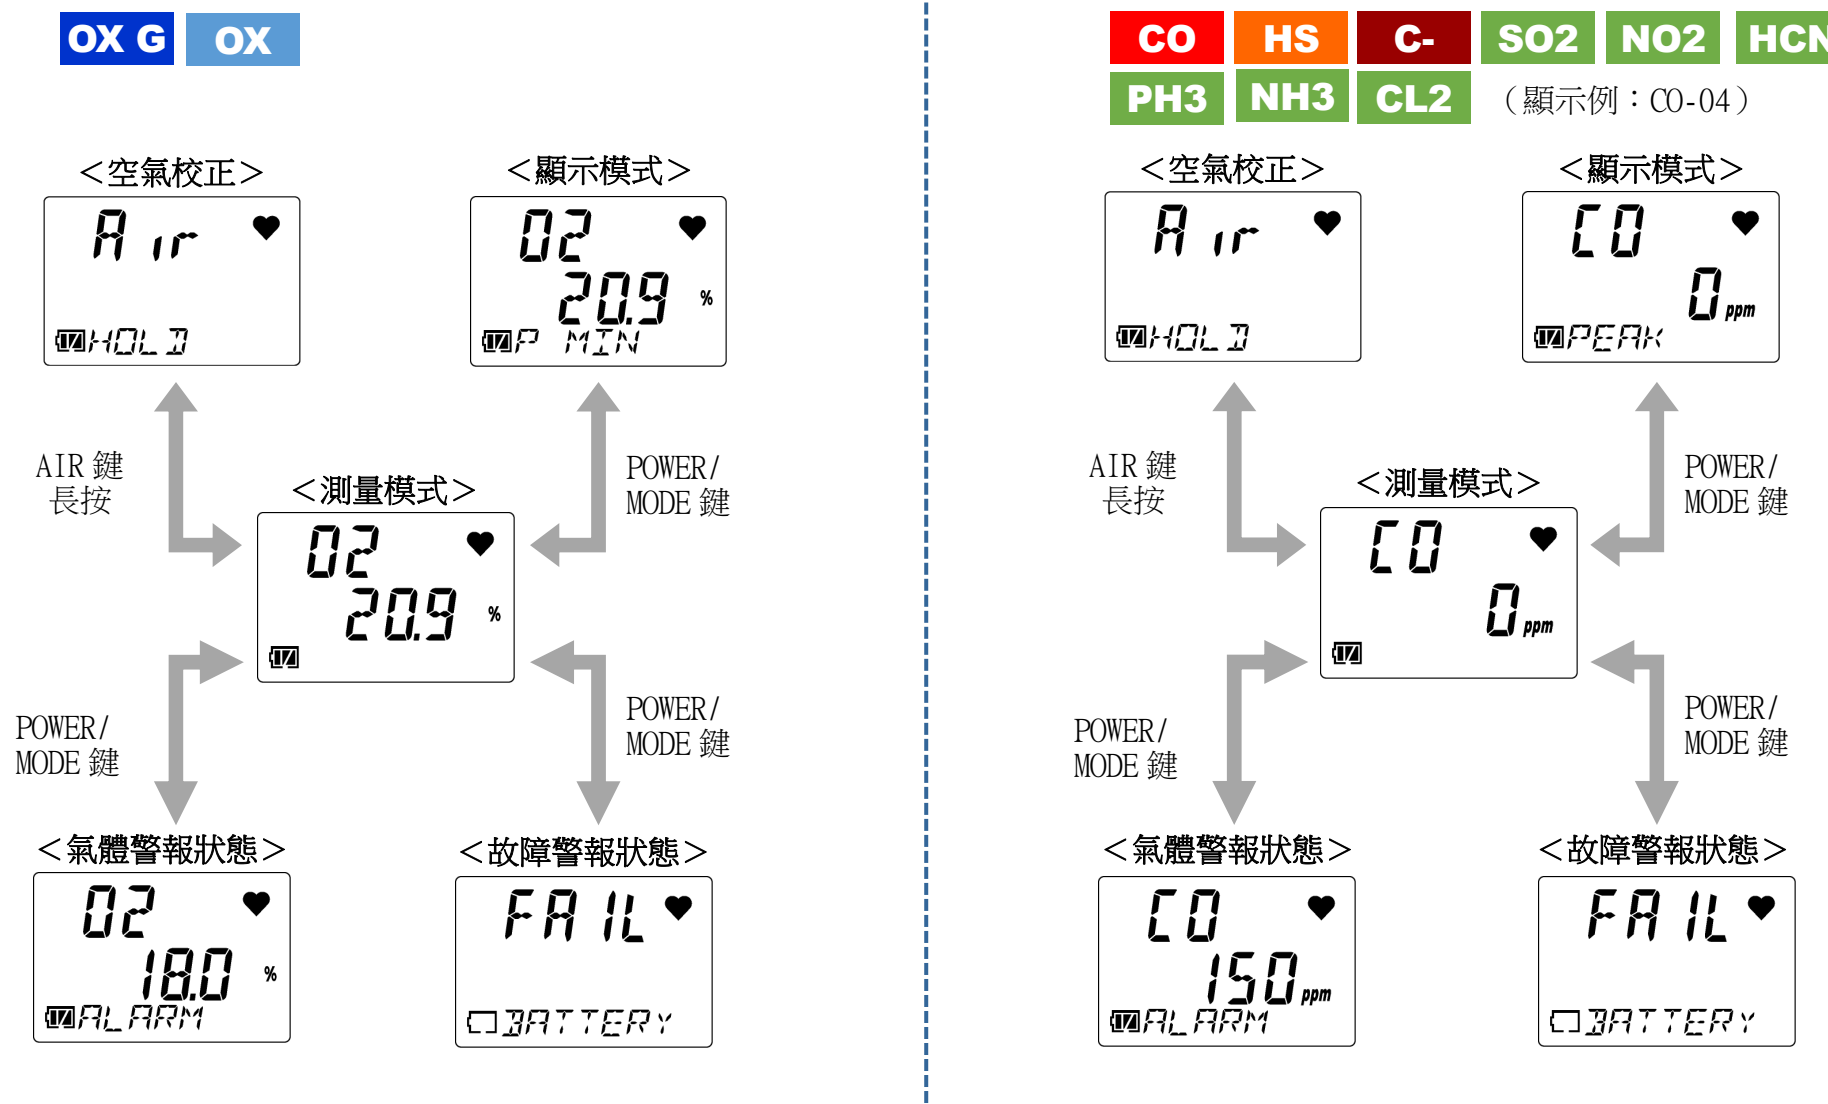 OX G OX
<空氣校正>
Air
HOLD
<顯示模式>
O2
20.9 %
P MIN
AIR 鍵
長按
POWER/
MODE 鍵
<測量模式>
O2
20.9 %
POWER/
MODE 鍵
POWER/
MODE 鍵
<氣體警報狀態>
O2
18.0 %
ALARM
<故障警報狀態>
FAIL
BATTERY
CO HS C- SO2 NO2 HCN
PH3 NH3 CL2 (顯示例：CO-04)
<空氣校正>
Air
HOLD
<顯示模式>
CO
0 ppm
PEAK
AIR 鍵
長按
POWER/
MODE 鍵
<測量模式>
CO
0 ppm
POWER/
MODE 鍵
POWER/
MODE 鍵
<氣體警報狀態>
CO
150 ppm
ALARM
<故障警報狀態>
FAIL
BATTERY